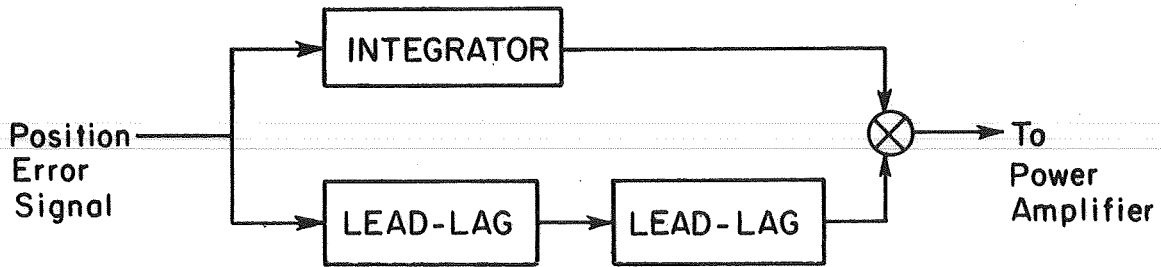 INTEGRATOR
Position
Error
Signal
To
Power
Amplifier
LEAD-LAG
LEAD-LAG